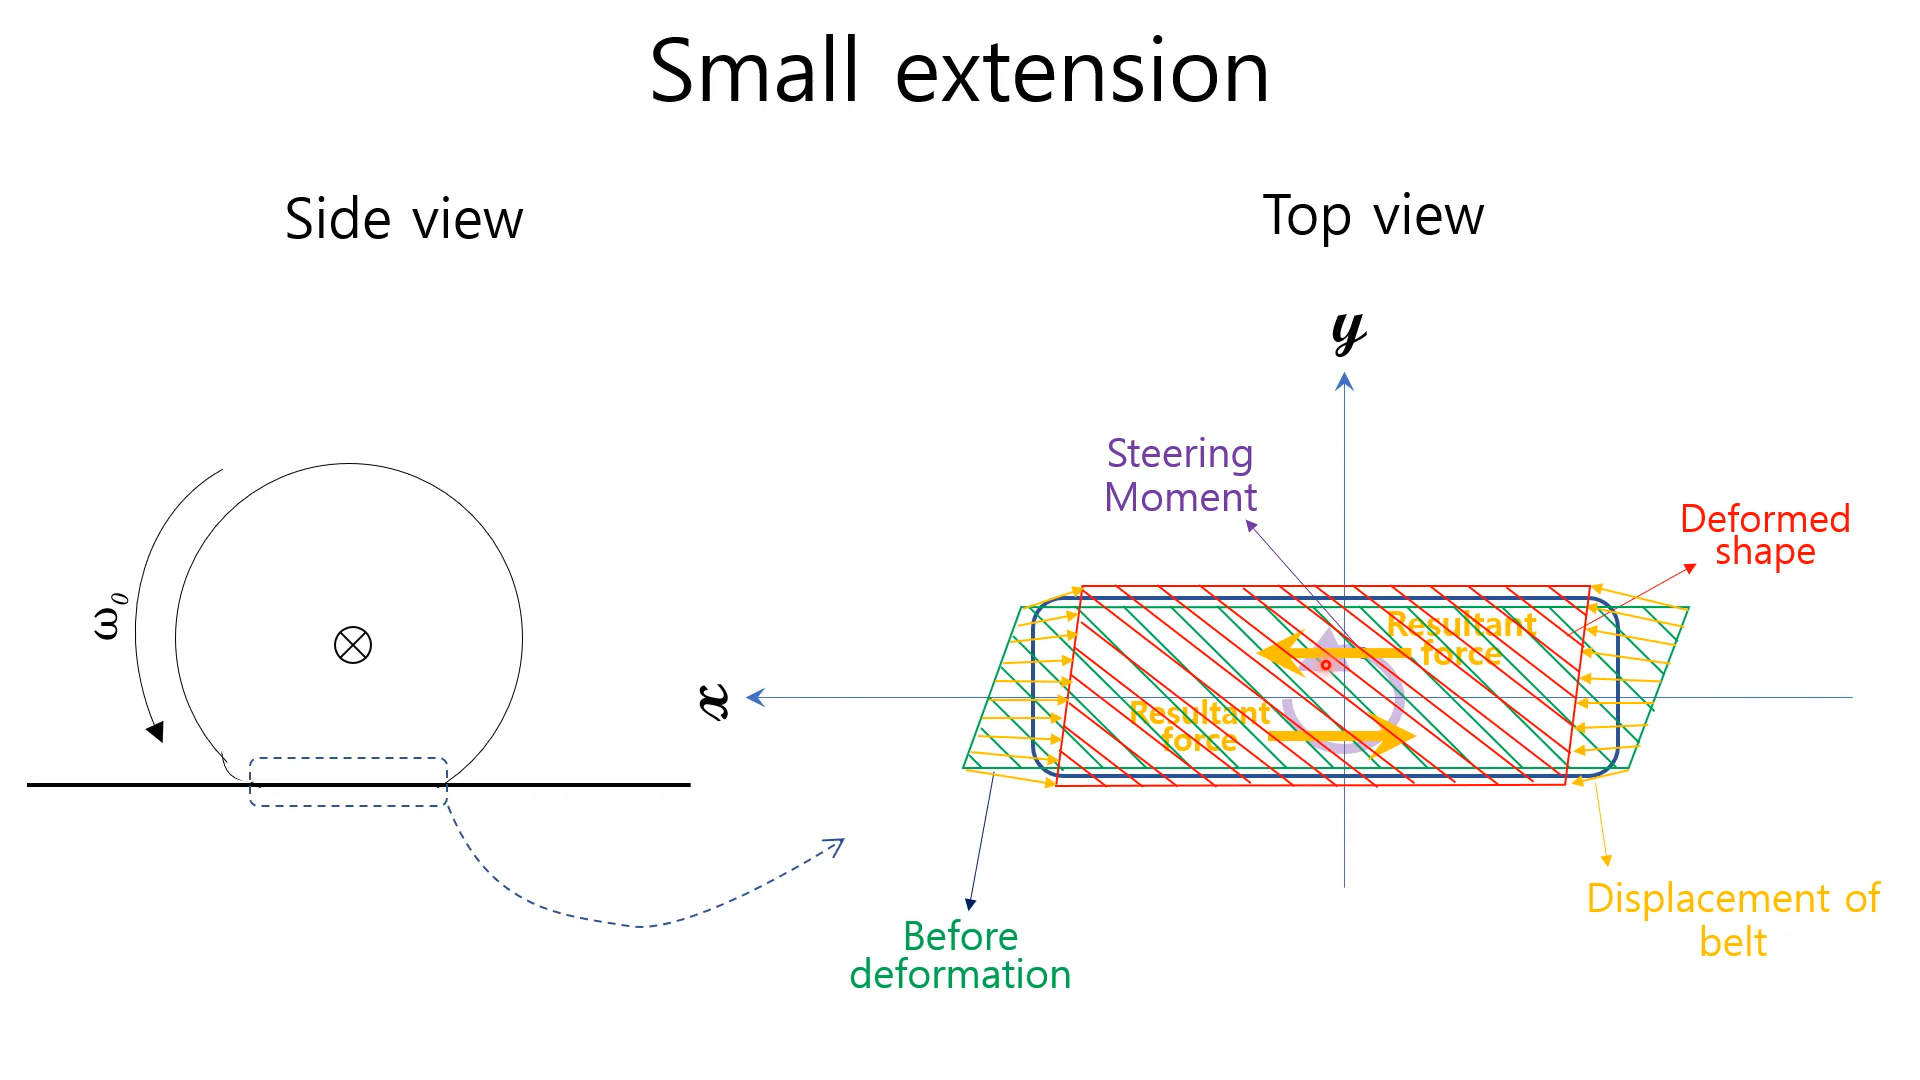 Small extension
Side view
Top view
y
Steering
Moment
Deformed
shape
Resultant
force
ω0
x
Resultant
force
Displacement of
belt
Before
deformation